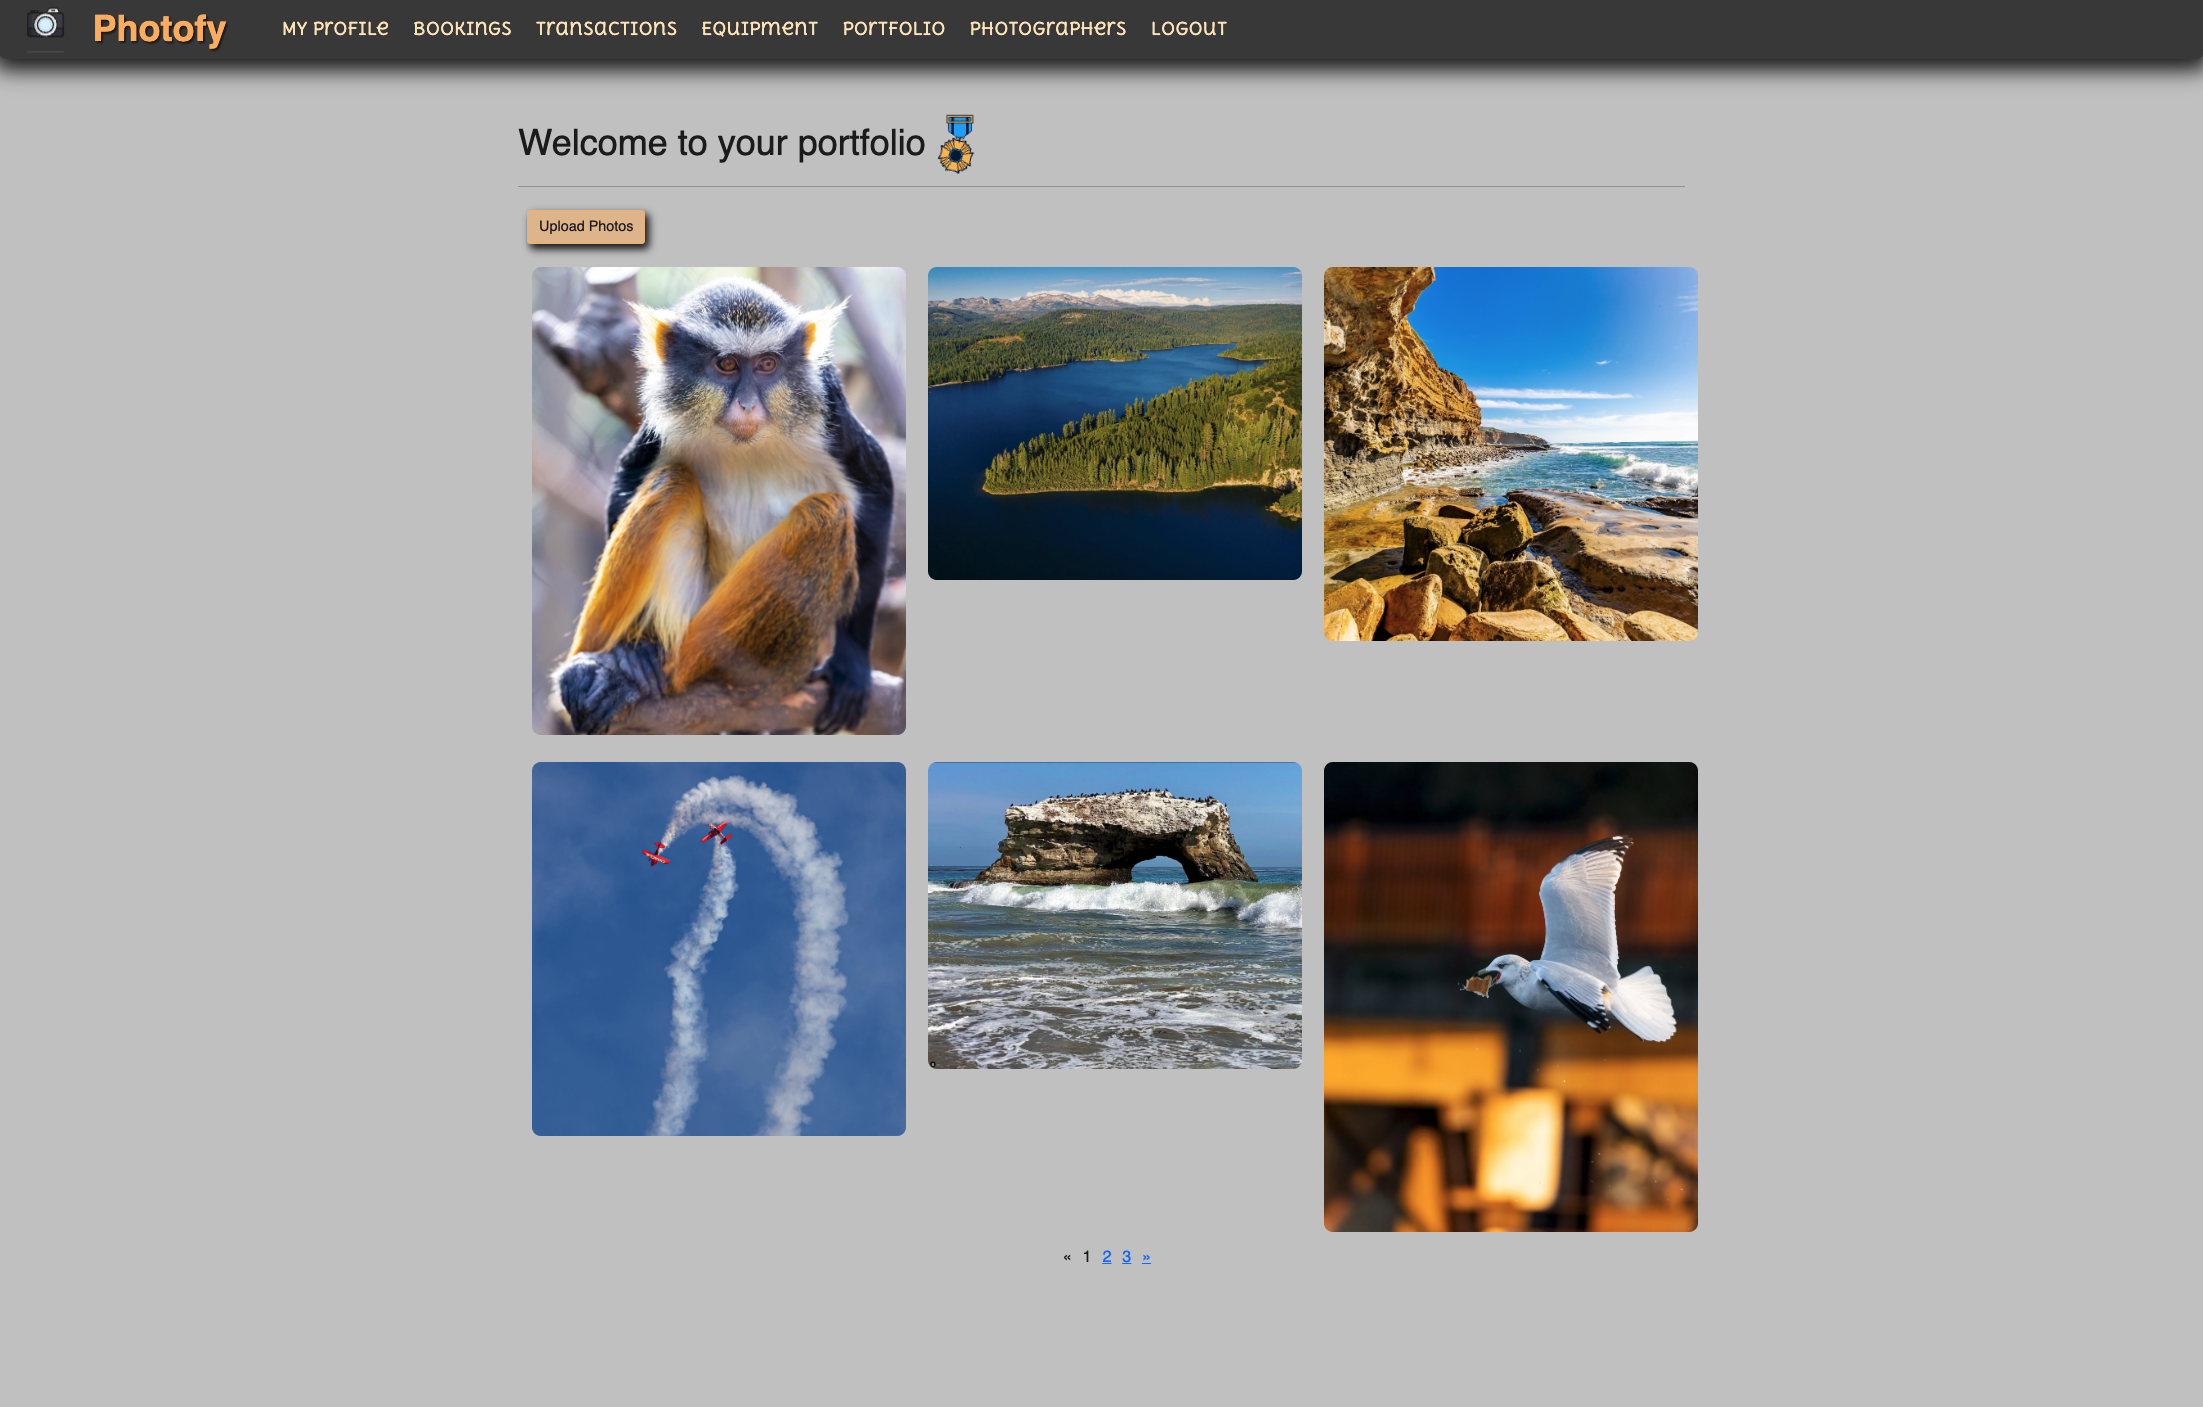 Photofy MY PROFILE BOOKINGS TRANSACTIONS EQUIPMENT PORTFOLIO PHOTOGRAPHERS LOGOUT
Welcome to your portfolio
Upload Photos
« 1 2 3 »